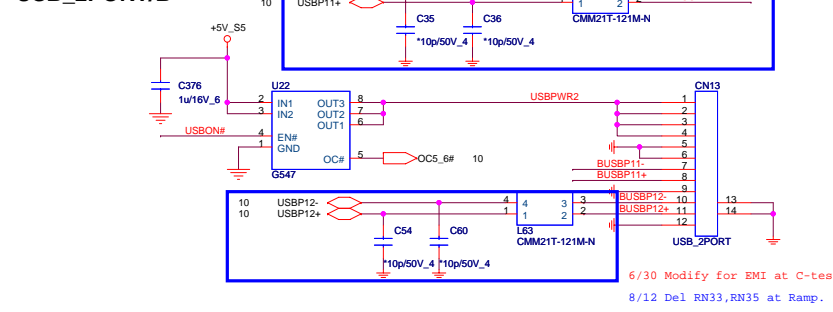 10 USBP11+ 1 2
CMM21T-121M-N
+5V_S5
C35 C36
*10p/50V_4 *10p/50V_4
C376
1u/16V_6
U22
2 IN1 OUT3 8
3 IN2 OUT2 7
OUT1 6
USBON# 4 EN#
1 GND
OC# 5 OC5_6# 10
G547
USBPWR2
CN13
1
2
3
4
5
6
BUSBP11- 7
BUSBP11+ 8
9
BUSBP12- 10 13
BUSBP12+ 11 14
12
USB_2PORT
10 USBP12- 4 4 3 3
10 USBP12+ 1 1 2 2
C54 C60 L63
CMM21T-121M-N
*10p/50V_4 *10p/50V_4
6/30 Modify for EMI at C-tes
8/12 Del RN33,RN35 at Ramp.